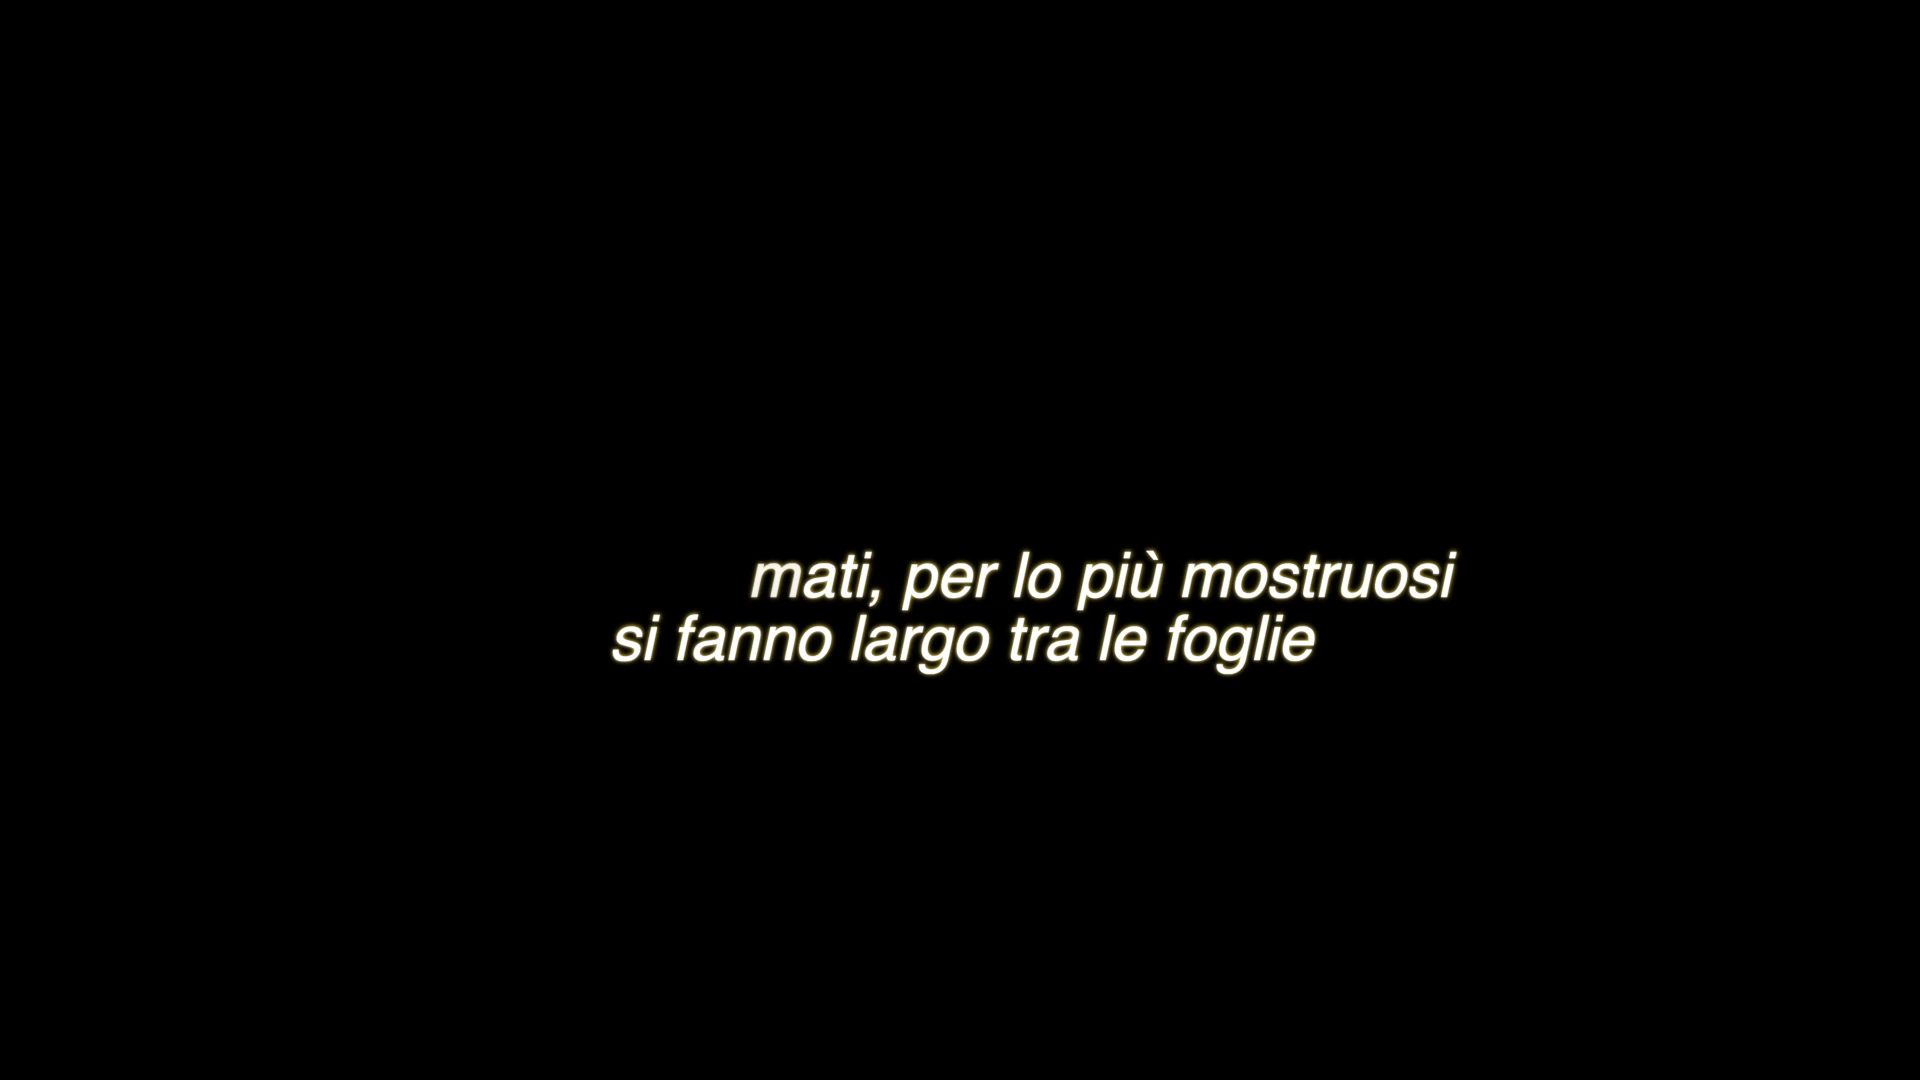 mati, per lo più mostruosi
si fanno largo tra le foglie